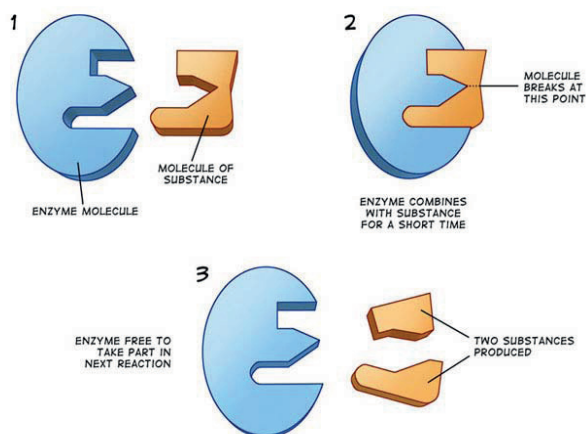 1
ENZYME MOLECULE
MOLECULE OF
SUBSTANCE
2
MOLECULE
BREAKS AT
THIS POINT
ENZYME COMBINES
WITH SUBSTANCE
FOR A SHORT TIME
3
ENZYME FREE TO
TAKE PART IN
NEXT REACTION
TWO SUBSTANCES
PRODUCED